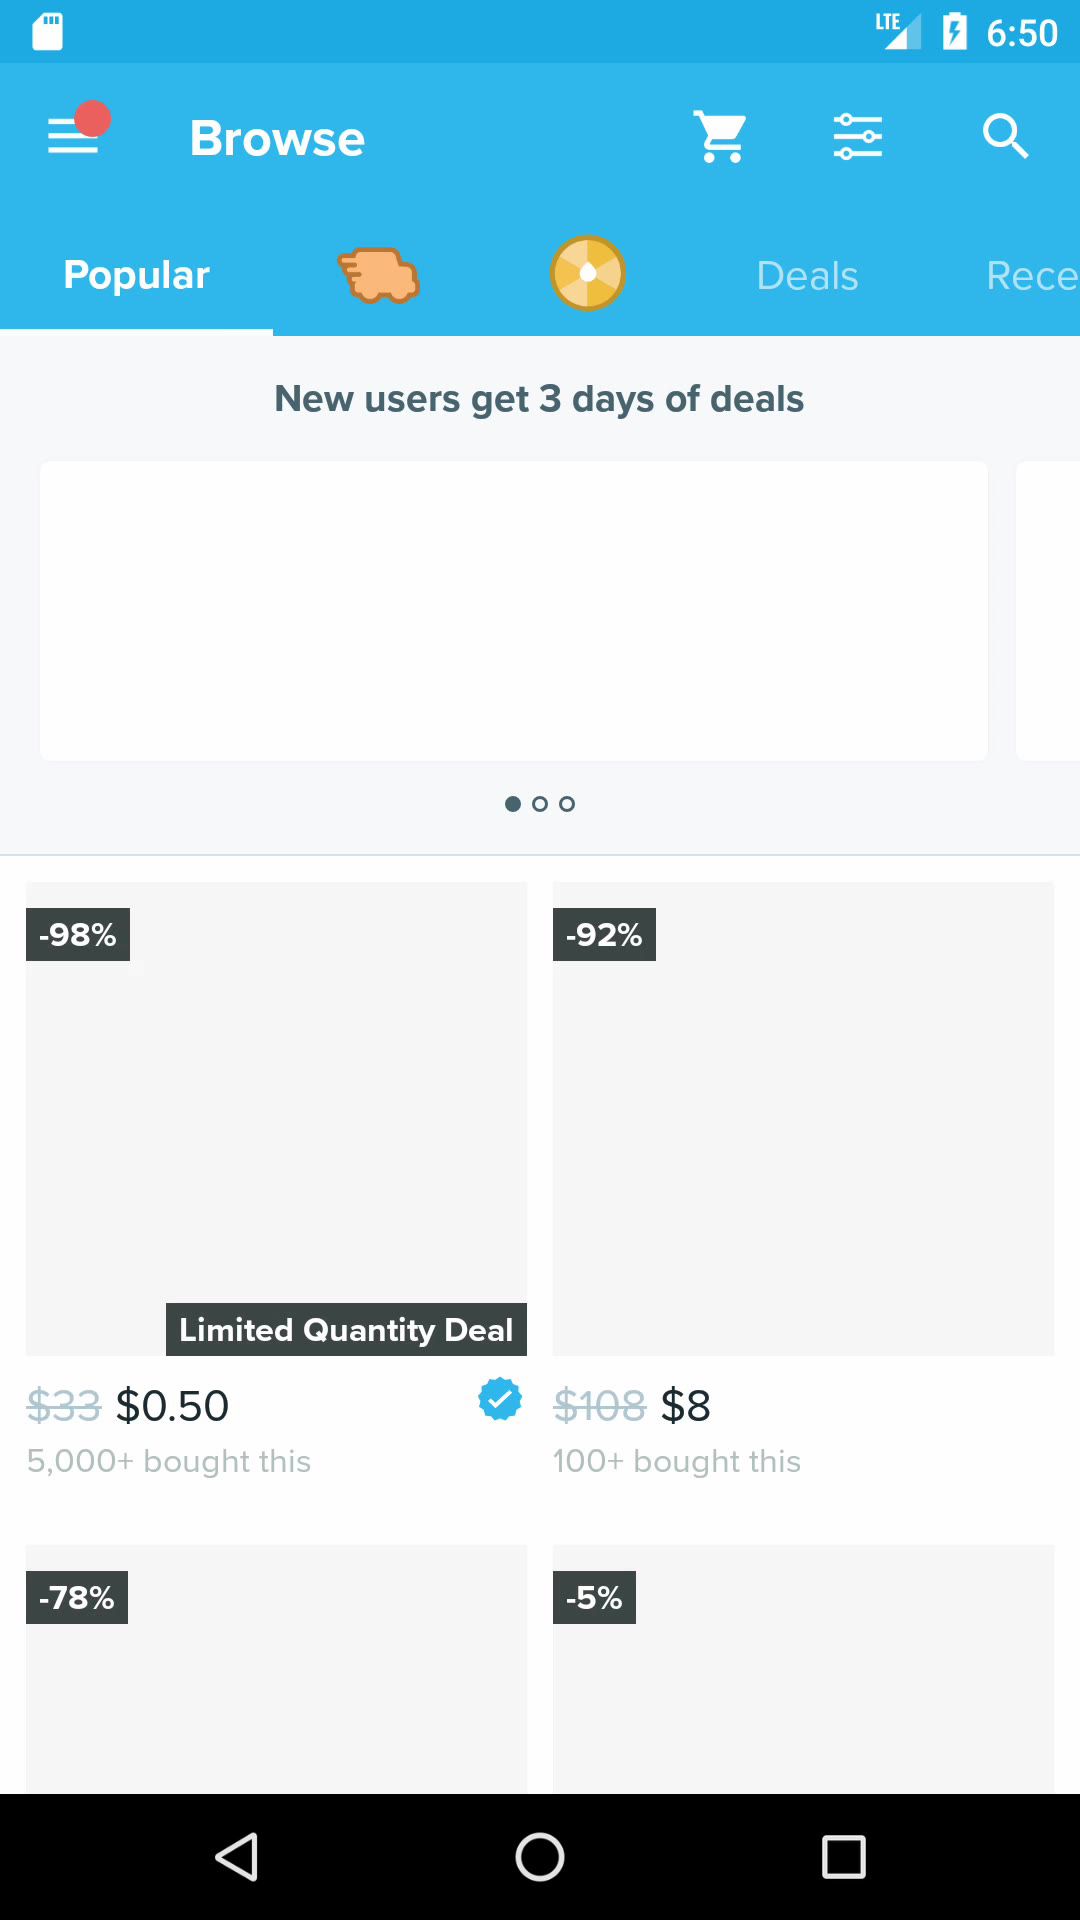 LTE 6:50
Browse
Popular Deals Rece
New users get 3 days of deals
-98% -92%
Limited Quantity Deal
$33 $0.50 $108 $8
5,000+ bought this 100+ bought this
-78% -5%